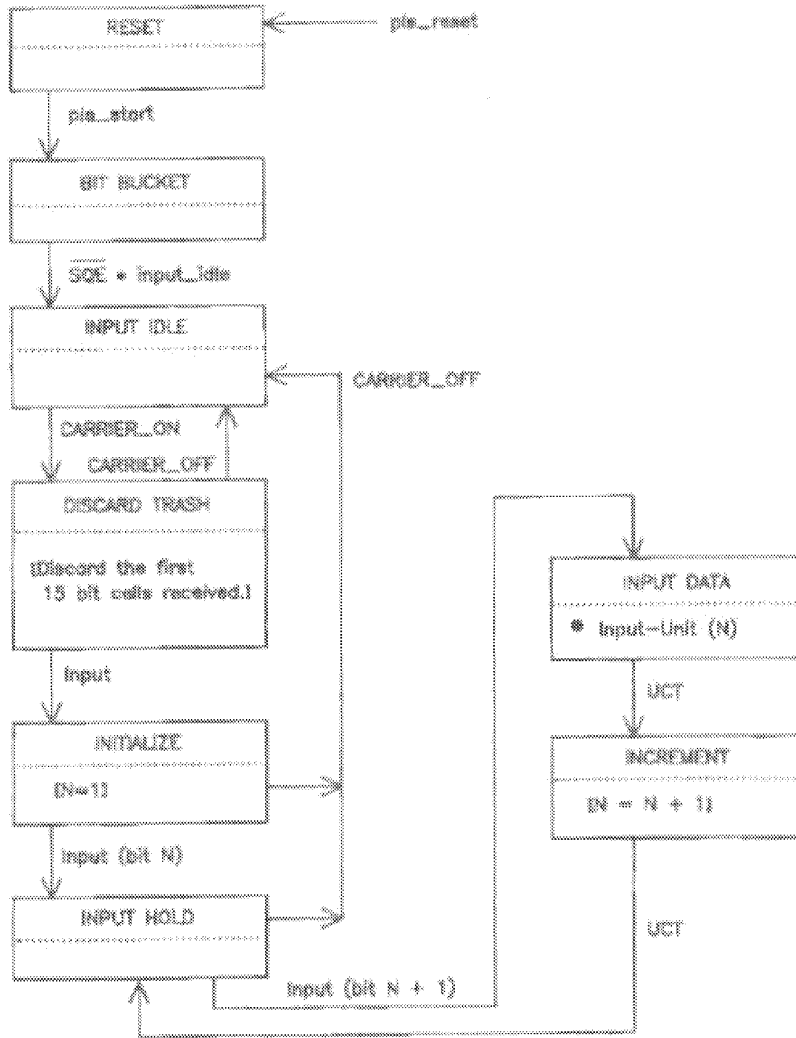 RESET
pls_reset
pls_start
BIT BUCKET
SQE * input_idle
INPUT IDLE
CARRIER_OFF
CARRIER_ON
CARRIER_OFF
DISCARD TRASH
[Discard the first
15 bit cells received.]
INPUT DATA
• Input-Unit (N)
input
UCT
INITIALIZE
INCREMENT
[N=1]
[N = N + 1]
input (bit N)
INPUT HOLD
UCT
input (bit N + 1)